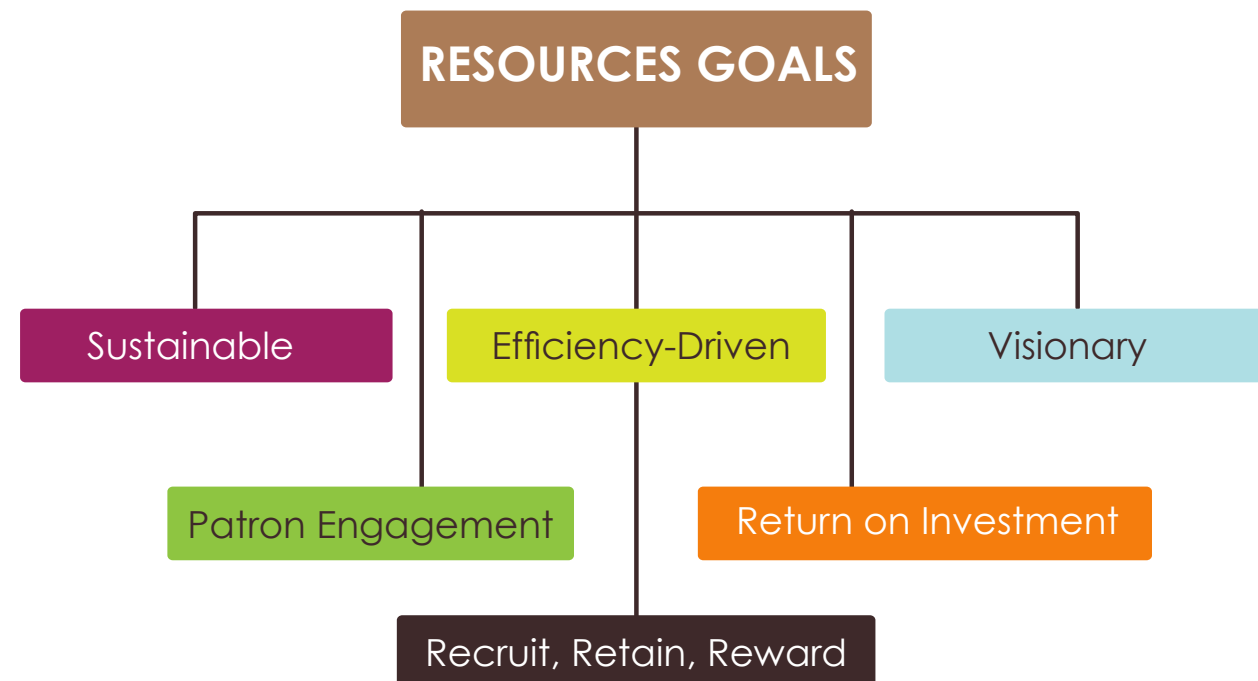 RESOURCES GOALS
Sustainable
Efficiency-Driven
Visionary
Patron Engagement
Return on Investment
Recruit, Retain, Reward